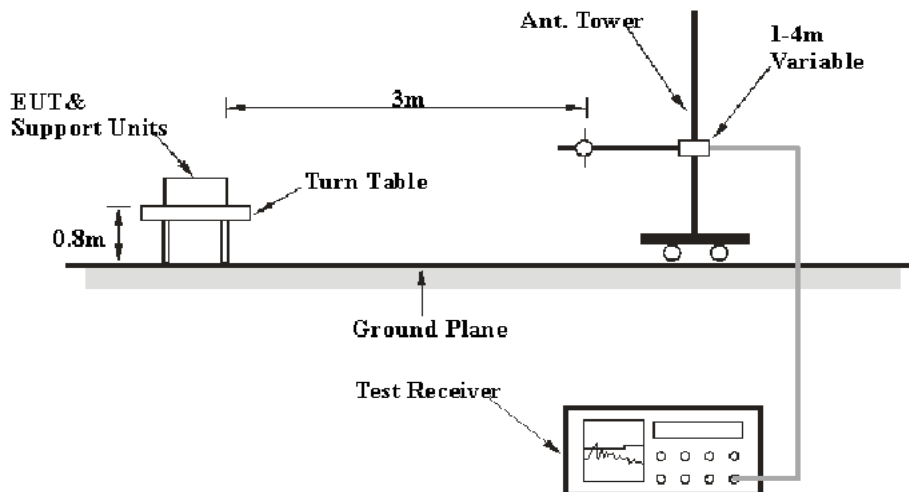 Ant. Tower
1-4m
Variable
EUT&
Support Units
3m
Turn Table
0.8m
Ground Plane
Test Receiver